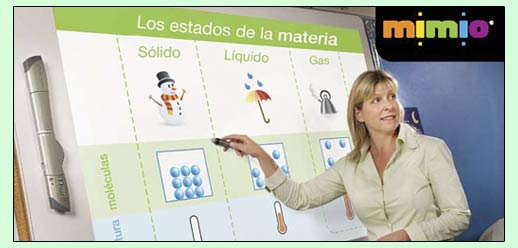 mimio
Los estados de la materia
Sólido
Líquido
Gas
moléculas